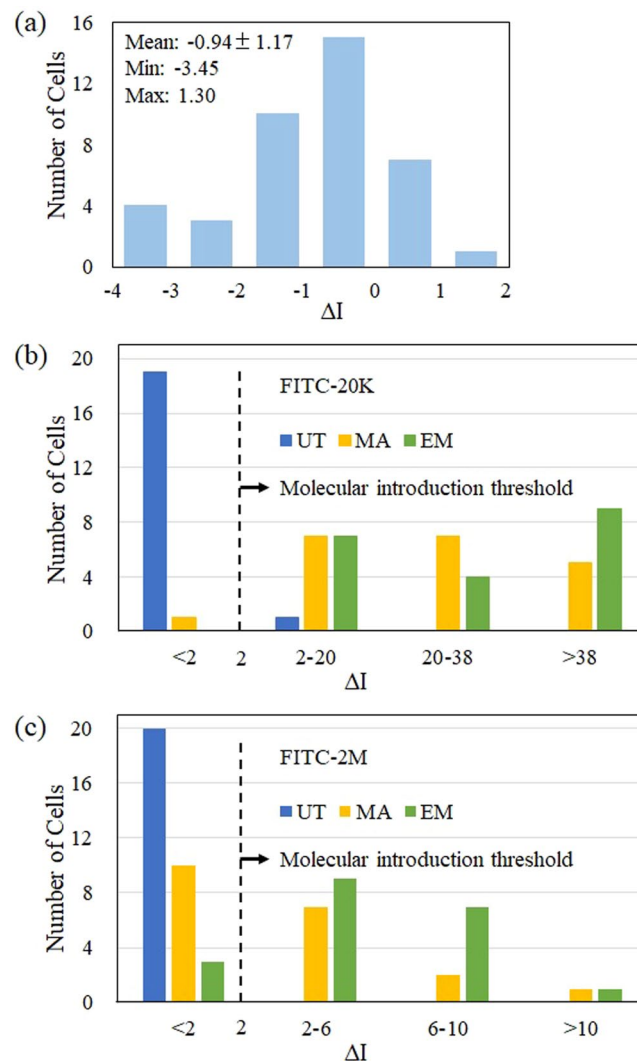 (a)
16
12
8
4
0
Number of Cells
Mean: -0.94 ± 1.17
Min: -3.45
Max: 1.30
-4 -3 -2 -1 0 1 2
ΔI
(b)
20
16
12
8
4
0
Number of Cells
FITC-20K
UT MA EM
Molecular introduction threshold
<2 2 2-20 20-38 >38
ΔI
(c)
20
16
12
8
4
0
Number of Cells
FITC-2M
UT MA EM
Molecular introduction threshold
<2 2 2-6 6-10 >10
ΔI